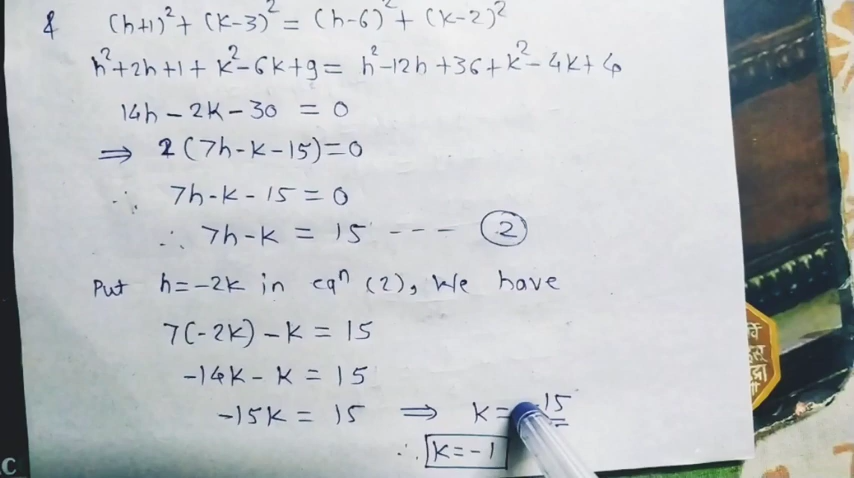 & (h+1)² + (k-3)² = (h-6)² + (k-2)²
h²+2h+1+k²-6k+9 = h²-12h+36+k²-4k+4
14h - 2k - 30 = 0
⇒ 2(7h-k-15)=0
∴ 7h-k-15 = 0
∴ 7h-k = 15 --- (2)
Put h=-2k in eqⁿ (2), We have
7(-2k) - k = 15
-14k - k = 15
-15k = 15 ⇒ k = -15
∴ k=-1
C